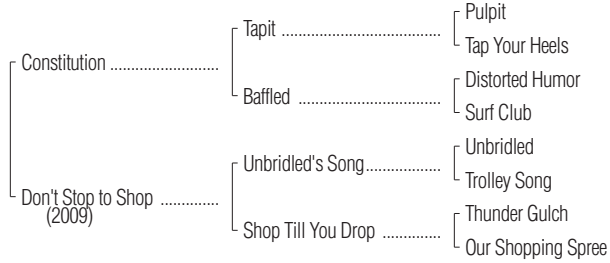 Pulpit
Tapit ................................
Tap Your Heels
Constitution ......................
Distorted Humor
Baffled ............................
Surf Club
Unbridled
Unbridled's Song...............
Trolley Song
Don't Stop to Shop ............
(2009)
Thunder Gulch
Shop Till You Drop ............
Our Shopping Spree